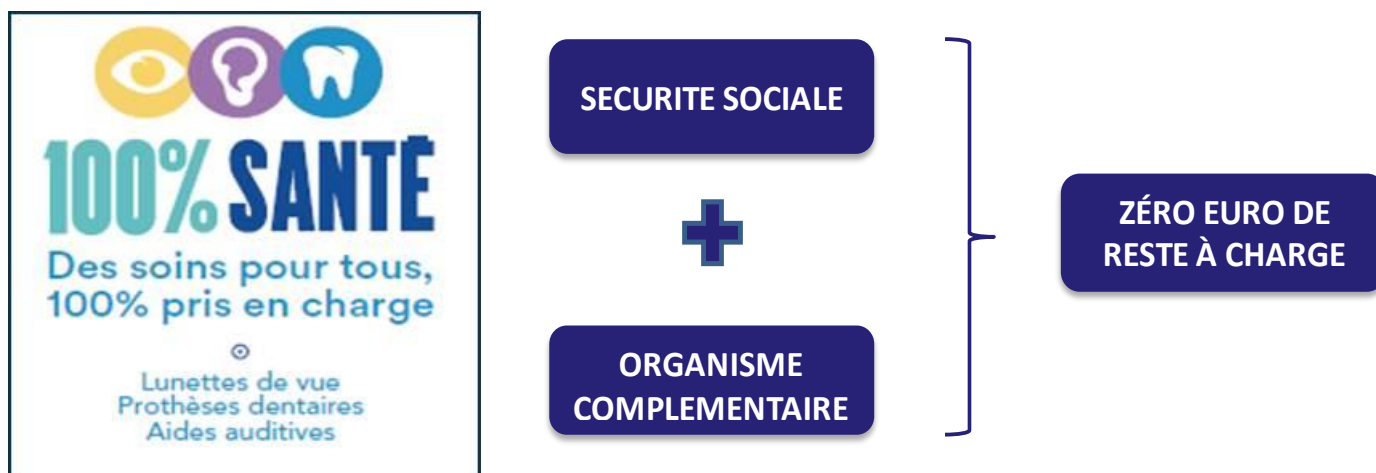 100% SANTÉ
Des soins pour tous,
100% pris en charge
Lunettes de vue
Prothèses dentaires
Aides auditives
SECURITE SOCIALE
ORGANISME
COMPLEMENTAIRE
ZÉRO EURO DE
RESTE À CHARGE